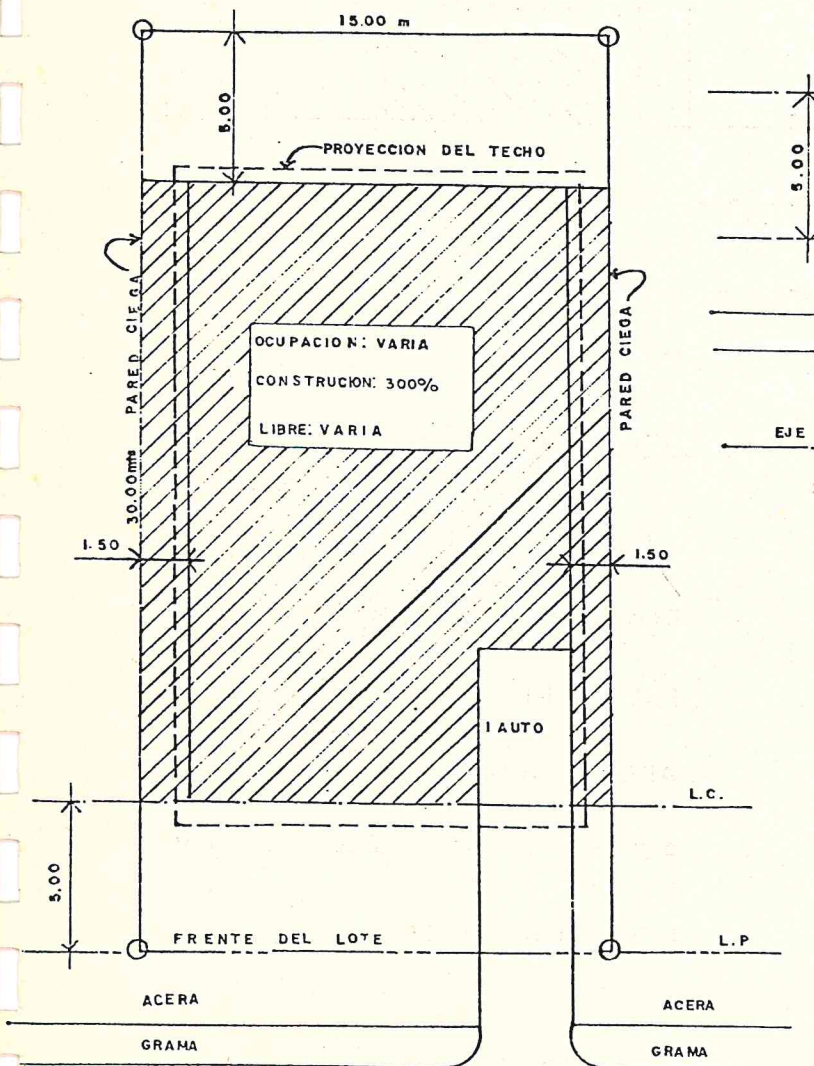 15.00 m
5.00
PROYECCION DEL TECHO
5.00
PARED CIEGA
30.00mts
PARED CIEGA
OCUPACION: VARIA
CONSTRUCION: 300%
LIBRE: VARIA
EJE
1.50
1.50
1 AUTO
L.C.
5.00
FRENTE DEL LOTE
L.P
ACERA
ACERA
GRAMA
GRAMA